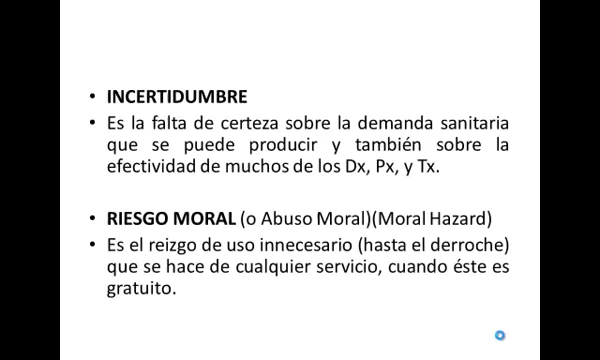 • INCERTIDUMBRE
• Es la falta de certeza sobre la demanda sanitaria
que se puede producir y también sobre la
efectividad de muchos de los Dx, Px, y Tx.
• RIESGO MORAL (o Abuso Moral)(Moral Hazard)
• Es el reizgo de uso innecesario (hasta el derroche)
que se hace de cualquier servicio, cuando éste es
gratuito.